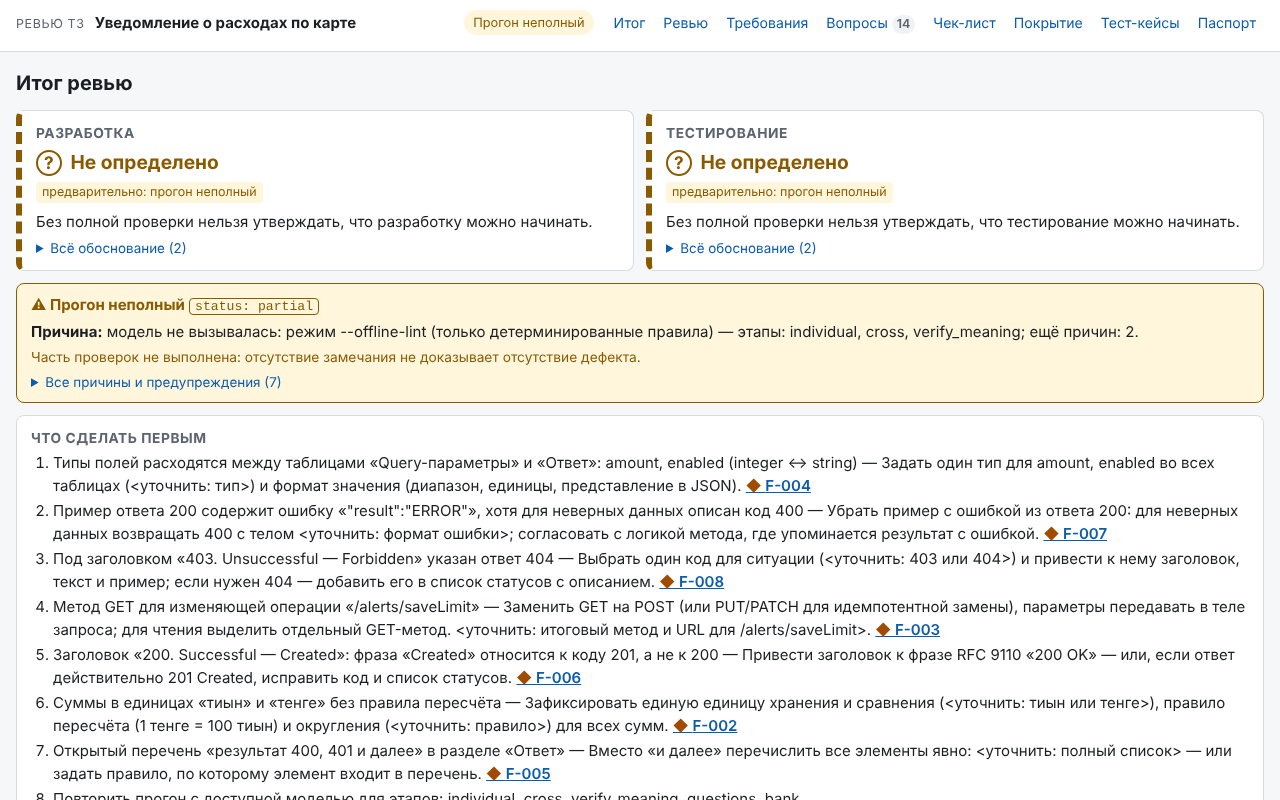 РЕВЬЮ ТЗ Уведомление о расходах по карте Прогон неполный Итог Ревью Требования Вопросы 14 Чек-лист Покрытие Тест-кейсы Паспорт
Итог ревью
РАЗРАБОТКА
? Не определено
предварительно: прогон неполный
Без полной проверки нельзя утверждать, что разработку можно начинать.
▶ Всё обоснование (2)
ТЕСТИРОВАНИЕ
? Не определено
предварительно: прогон неполный
Без полной проверки нельзя утверждать, что тестирование можно начинать.
▶ Всё обоснование (2)
⚠ Прогон неполный status: partial
Причина: модель не вызывалась: режим --offline-lint (только детерминированные правила) — этапы: individual, cross, verify_meaning; ещё причин: 2.
Часть проверок не выполнена: отсутствие замечания не доказывает отсутствие дефекта.
▶ Все причины и предупреждения (7)
ЧТО СДЕЛАТЬ ПЕРВЫМ
1. Типы полей расходятся между таблицами «Query-параметры» и «Ответ»: amount, enabled (integer ↔ string) — Задать один тип для amount, enabled во всех
таблицах (<уточнить: тип>) и формат значения (диапазон, единицы, представление в JSON). ◆ F-004
2. Пример ответа 200 содержит ошибку «"result":"ERROR"», хотя для неверных данных описан код 400 — Убрать пример с ошибкой из ответа 200: для неверных
данных возвращать 400 с телом <уточнить: формат ошибки>; согласовать с логикой метода, где упоминается результат с ошибкой. ◆ F-007
3. Под заголовком «403. Unsuccessful — Forbidden» указан ответ 404 — Выбрать один код для ситуации (<уточнить: 403 или 404>) и привести к нему заголовок,
текст и пример; если нужен 404 — добавить его в список статусов с описанием. ◆ F-008
4. Метод GET для изменяющей операции «/alerts/saveLimit» — Заменить GET на POST (или PUT/PATCH для идемпотентной замены), параметры передавать в теле
запроса; для чтения выделить отдельный GET-метод. <уточнить: итоговый метод и URL для /alerts/saveLimit>. ◆ F-003
5. Заголовок «200. Successful — Created»: фраза «Created» относится к коду 201, а не к 200 — Привести заголовок к фразе RFC 9110 «200 OK» — или, если ответ
действительно 201 Created, исправить код и список статусов. ◆ F-006
6. Суммы в единицах «тиын» и «тенге» без правила пересчёта — Зафиксировать единую единицу хранения и сравнения (<уточнить: тиын или тенге>), правило
пересчёта (1 тенге = 100 тиын) и округления (<уточнить: правило>) для всех сумм. ◆ F-002
7. Открытый перечень «результат 400, 401 и далее» в разделе «Ответ» — Вместо «и далее» перечислить все элементы явно: <уточнить: полный список> — или
задать правило, по которому элемент входит в перечень. ◆ F-005
8. Повторить прогон с доступной моделью для этапов: individual, cross, verify_meaning, questions, bank